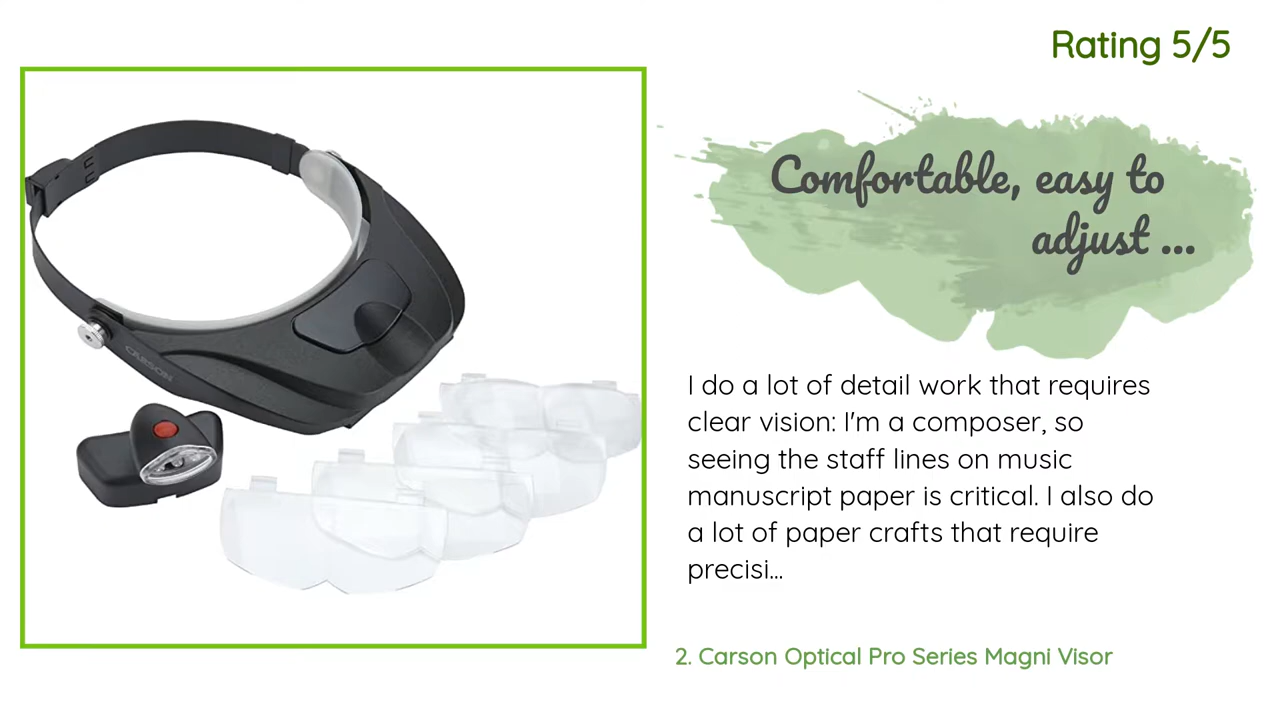 Rating 5/5
Comfortable, easy to
adjust ...
CARSON
I do a lot of detail work that requires
clear vision: I'm a composer, so
seeing the staff lines on music
manuscript paper is critical. I also do
a lot of paper crafts that require
precisi...
2. Carson Optical Pro Series Magni Visor